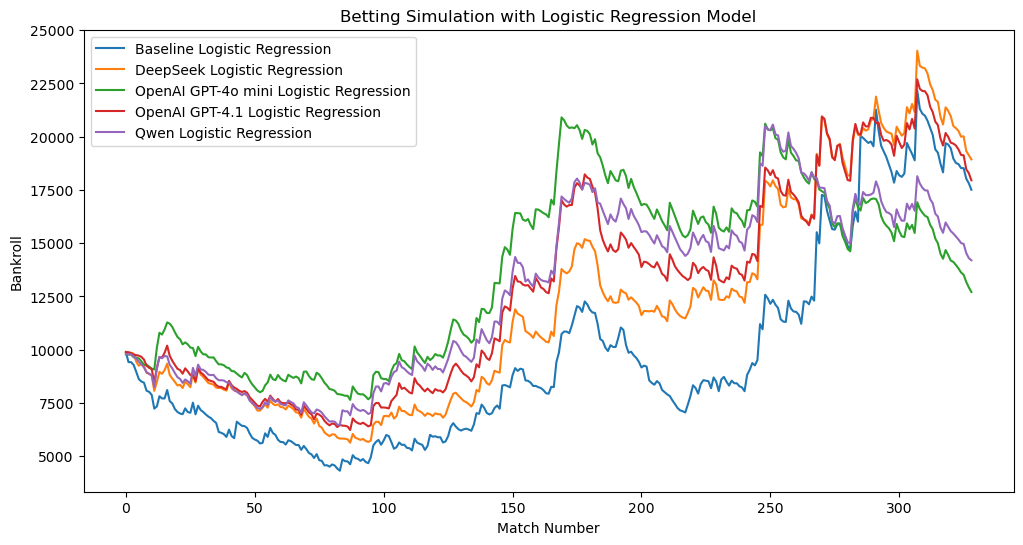 Betting Simulation with Logistic Regression Model
Baseline Logistic Regression
DeepSeek Logistic Regression
OpenAI GPT-4o mini Logistic Regression
OpenAI GPT-4.1 Logistic Regression
Qwen Logistic Regression
Bankroll
25000
22500
20000
17500
15000
12500
10000
7500
5000
0 50 100 150 200 250 300
Match Number